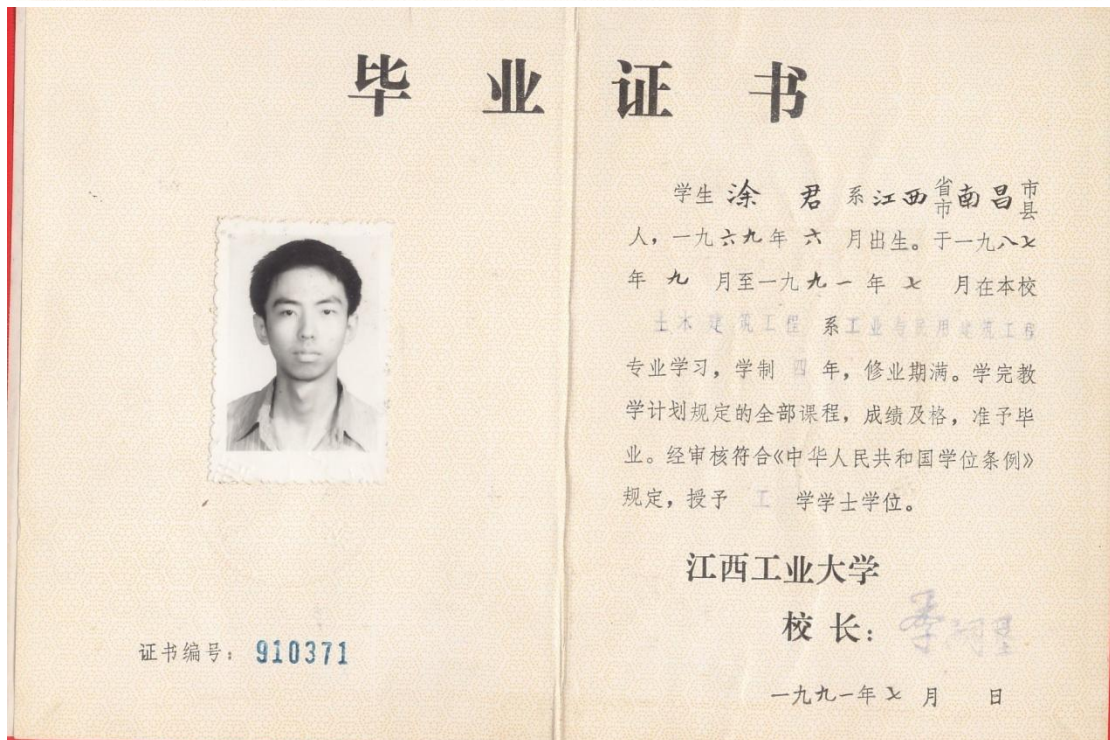 毕业证书
学生 涂 君 系江西省市南昌市县
人，一九六九年 六 月出生。于一九八七
年 九 月至一九九一年 七 月在本校
土木建筑工程 系工业与民用建筑工程
专业学习，学制 四 年，修业期满。学完教
学计划规定的全部课程，成绩及格，准予毕
业。经审核符合《中华人民共和国学位条例》
规定，授予 工 学学士学位。
江西工业大学
校长：
证书编号：910371
一九九一年七月 日